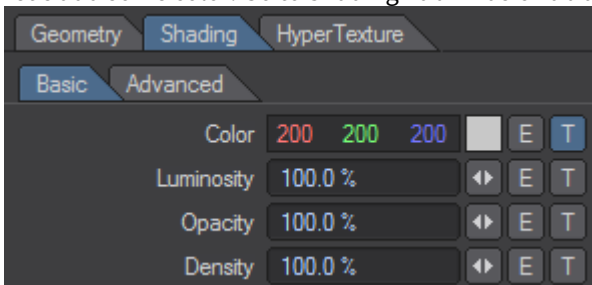 Geometry Shading HyperTexture
Basic Advanced
Color 200 200 200 E T
Luminosity 100.0 % E T
Opacity 100.0 % E T
Density 100.0 % E T